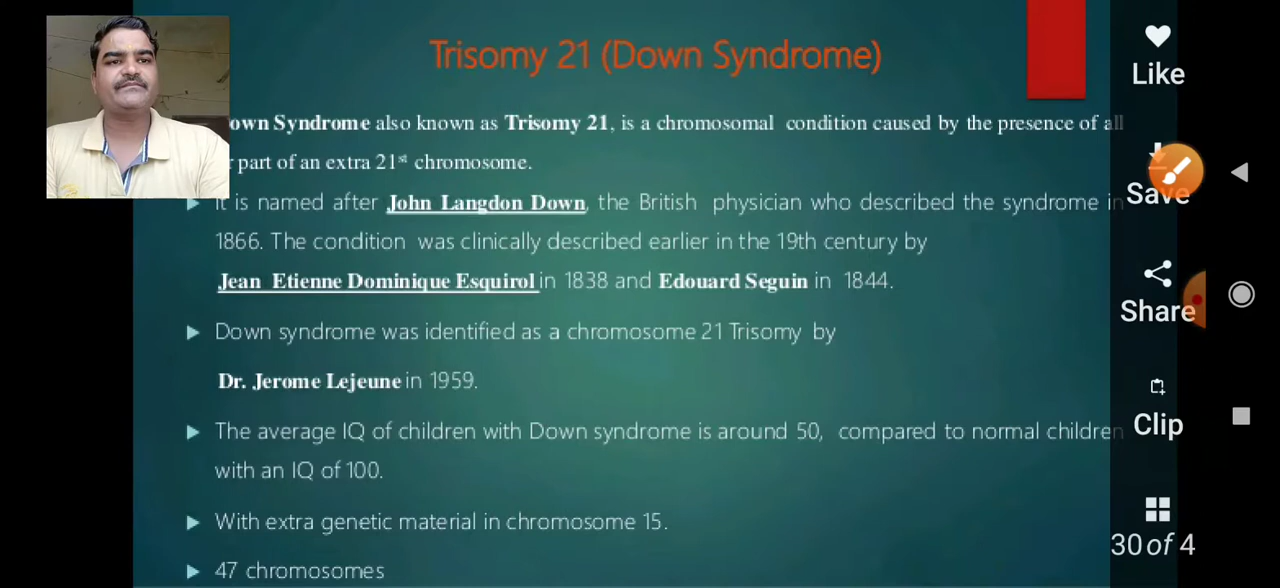 Trisomy 21 (Down Syndrome)
own Syndrome also known as Trisomy 21, is a chromosomal condition caused by the presence of all
r part of an extra 21st chromosome.
It is named after John Langdon Down, the British physician who described the syndrome in
1866. The condition was clinically described earlier in the 19th century by
Jean Etienne Dominique Esquirol in 1838 and Edouard Seguin in 1844.
Down syndrome was identified as a chromosome 21 Trisomy by
Dr. Jerome Lejeune in 1959.
The average IQ of children with Down syndrome is around 50, compared to normal children
with an IQ of 100.
With extra genetic material in chromosome 15.
47 chromosomes
Like
Save
Share
Clip
30 of 4